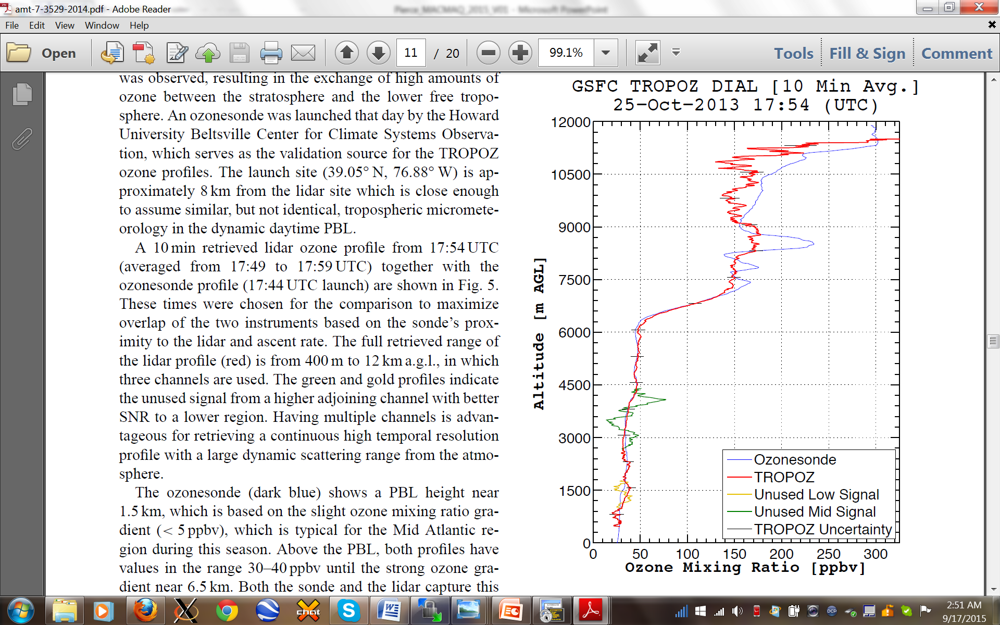 amt-7-3529-2014.pdf - Adobe Reader
Pierce_MACMAQ_2015_V01 - Microsoft PowerPoint
File Edit View Window Help
Open
11 / 20
99.1%
Tools
Fill & Sign
Comment
was observed, resulting in the exchange of high amounts of
ozone between the stratosphere and the lower free tropo-
sphere. An ozonesonde was launched that day by the Howard
University Beltsville Center for Climate Systems Observa-
tion, which serves as the validation source for the TROPOZ
ozone profiles. The launch site (39.05° N, 76.88° W) is ap-
proximately 8 km from the lidar site which is close enough
to assume similar, but not identical, tropospheric micromete-
orology in the dynamic daytime PBL.
A 10 min retrieved lidar ozone profile from 17:54 UTC
(averaged from 17:49 to 17:59 UTC) together with the
ozonesonde profile (17:44 UTC launch) are shown in Fig. 5.
These times were chosen for the comparison to maximize
overlap of the two instruments based on the sonde's prox-
imity to the lidar and ascent rate. The full retrieved range of
the lidar profile (red) is from 400 m to 12 km a.g.l., in which
three channels are used. The green and gold profiles indicate
the unused signal from a higher adjoining channel with better
SNR to a lower region. Having multiple channels is advan-
tageous for retrieving a continuous high temporal resolution
profile with a large dynamic scattering range from the atmo-
sphere.
The ozonesonde (dark blue) shows a PBL height near
1.5 km, which is based on the slight ozone mixing ratio gra-
dient (< 5 ppbv), which is typical for the Mid Atlantic re-
gion during this season. Above the PBL, both profiles have
values in the range 30–40 ppbv until the strong ozone gra-
dient near 6.5 km. Both the sonde and the lidar capture this
GSFC TROPOZ DIAL [10 Min Avg.]
25-Oct-2013 17:54 (UTC)
Altitude [m AGL]
12000
10500
9000
7500
6000
4500
3000
1500
0
Ozonesonde
TROPOZ
Unused Low Signal
Unused Mid Signal
TROPOZ Uncertainty
0 50 100 150 200 250 300
Ozone Mixing Ratio [ppbv]
chat
DCP
2:51 AM
9/17/2015